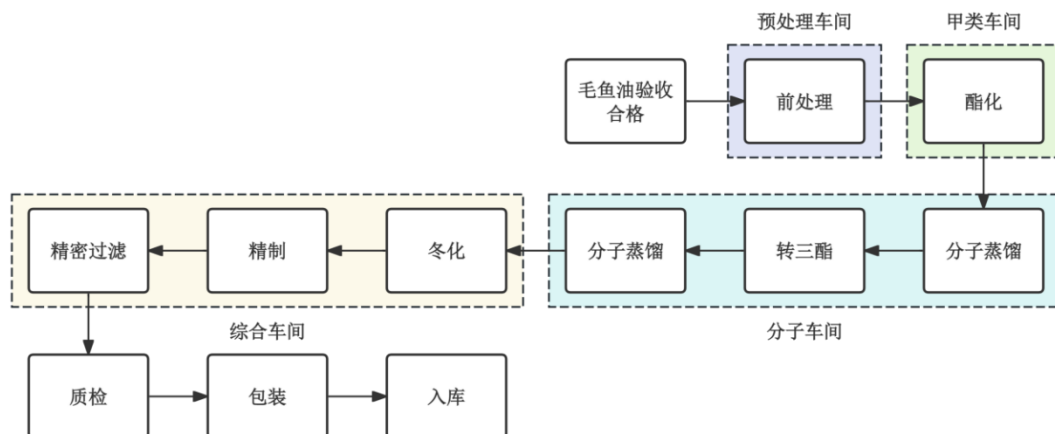 预处理车间
甲类车间
毛鱼油验收
合格
前处理
酯化
精密过滤
精制
冬化
分子蒸馏
转三酯
分子蒸馏
综合车间
分子车间
质检
包装
入库